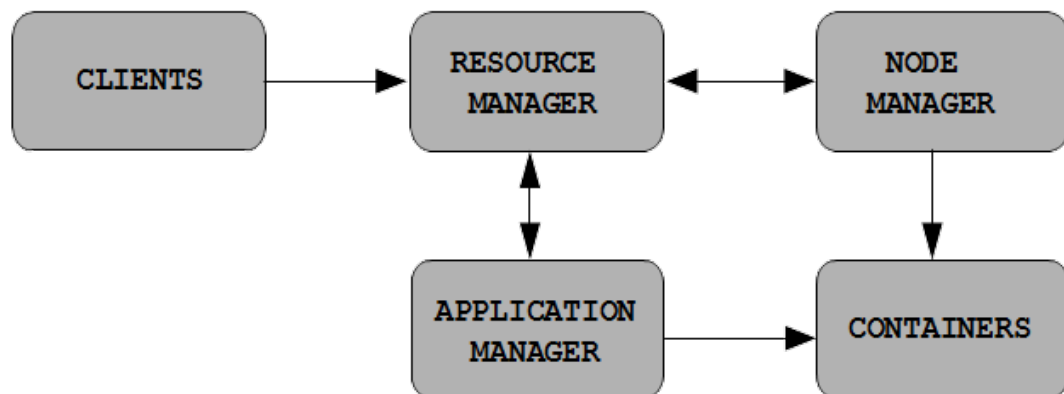 CLIENTS
RESOURCE
MANAGER
NODE
MANAGER
APPLICATION
MANAGER
CONTAINERS